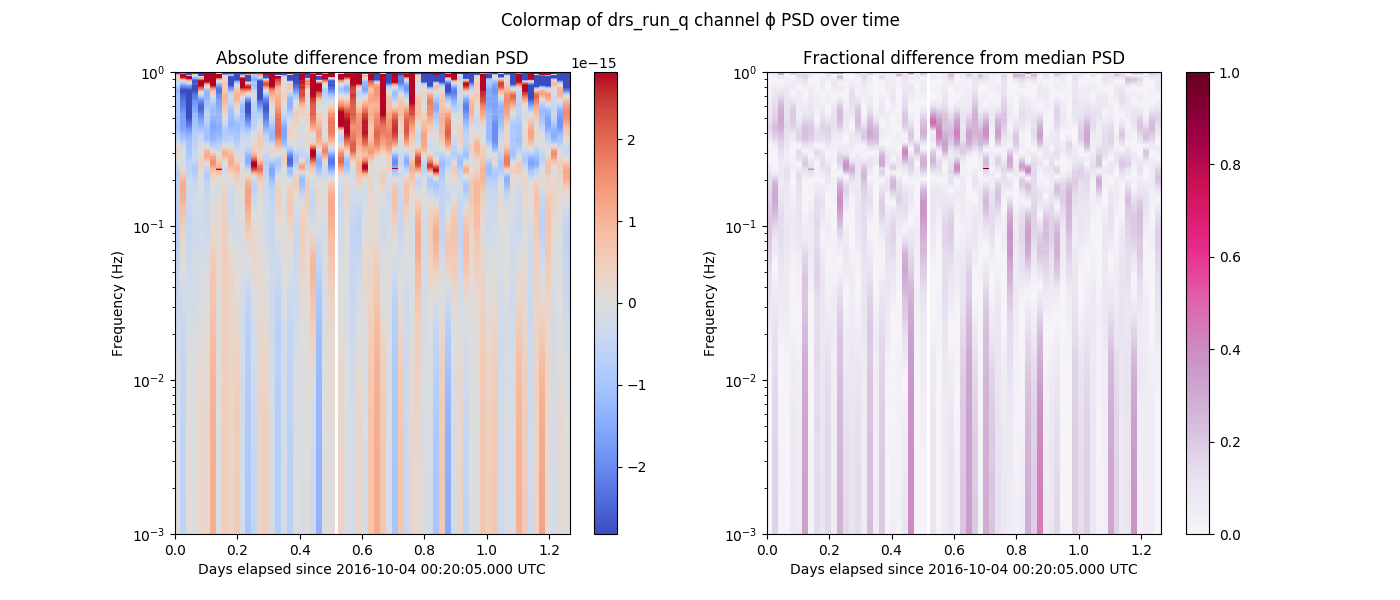 Colormap of drs_run_q channel ϕ PSD over time
Absolute difference from median PSD
1e−15
10⁰
10⁻¹
10⁻²
10⁻³
Frequency (Hz)
0.0 0.2 0.4 0.6 0.8 1.0 1.2
Days elapsed since 2016-10-04 00:20:05.000 UTC
2
1
0
−1
−2
Fractional difference from median PSD
10⁰
10⁻¹
10⁻²
10⁻³
Frequency (Hz)
0.0 0.2 0.4 0.6 0.8 1.0 1.2
Days elapsed since 2016-10-04 00:20:05.000 UTC
1.0
0.8
0.6
0.4
0.2
0.0